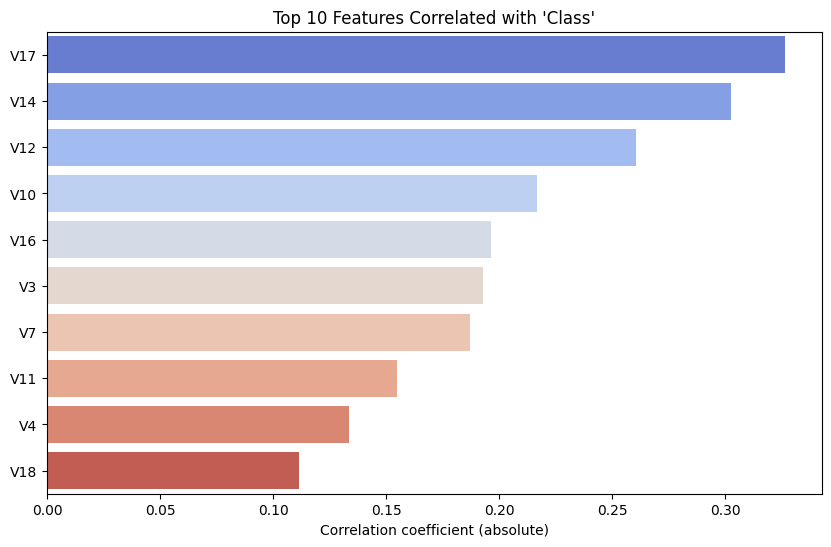 Top 10 Features Correlated with 'Class'
V17
V14
V12
V10
V16
V3
V7
V11
V4
V18
0.00 0.05 0.10 0.15 0.20 0.25 0.30
Correlation coefficient (absolute)